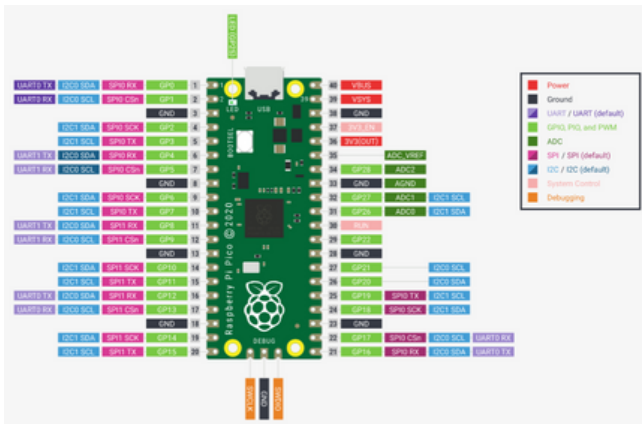 LED (GP25)
UART0 TX I2C0 SDA SPI0 RX GP0 1
UART0 RX I2C0 SCL SPI0 CSn GP1 2
GND 3
I2C1 SDA SPI0 SCK GP2 4
I2C1 SCL SPI0 TX GP3 5
UART1 TX I2C0 SDA SPI0 RX GP4 6
UART1 RX I2C0 SCL SPI0 CSn GP5 7
GND 8
I2C1 SDA SPI0 SCK GP6 9
I2C1 SCL SPI0 TX GP7 10
UART1 TX I2C0 SDA SPI1 RX GP8 11
UART1 RX I2C0 SCL SPI1 CSn GP9 12
GND 13
I2C1 SDA SPI1 SCK GP10 14
I2C1 SCL SPI1 TX GP11 15
UART0 TX I2C0 SDA SPI1 RX GP12 16
UART0 RX I2C0 SCL SPI1 CSn GP13 17
GND 18
I2C1 SDA SPI1 SCK GP14 19
I2C1 SCL SPI1 TX GP15 20
1
2
39
LED
USB
BOOTSEL
Raspberry Pi Pico © 2020
DEBUG
40 VBUS
39 VSYS
38 GND
37 3V3_EN
36 3V3(OUT)
35 ADC_VREF
34 GP28 ADC2
33 GND AGND
32 GP27 ADC1 I2C1 SCL
31 GP26 ADC0 I2C1 SDA
30 RUN
29 GP22
28 GND
27 GP21 I2C0 SCL
26 GP20 I2C0 SDA
25 GP19 SPI0 TX I2C1 SCL
24 GP18 SPI0 SCK I2C1 SDA
23 GND
22 GP17 SPI0 CSn I2C0 SCL UART0 RX
21 GP16 SPI0 RX I2C0 SDA UART0 TX
SWCLK
GND
SWDIO
Power
Ground
UART / UART (default)
GPIO, PIO, and PWM
ADC
SPI / SPI (default)
I2C / I2C (default)
System Control
Debugging